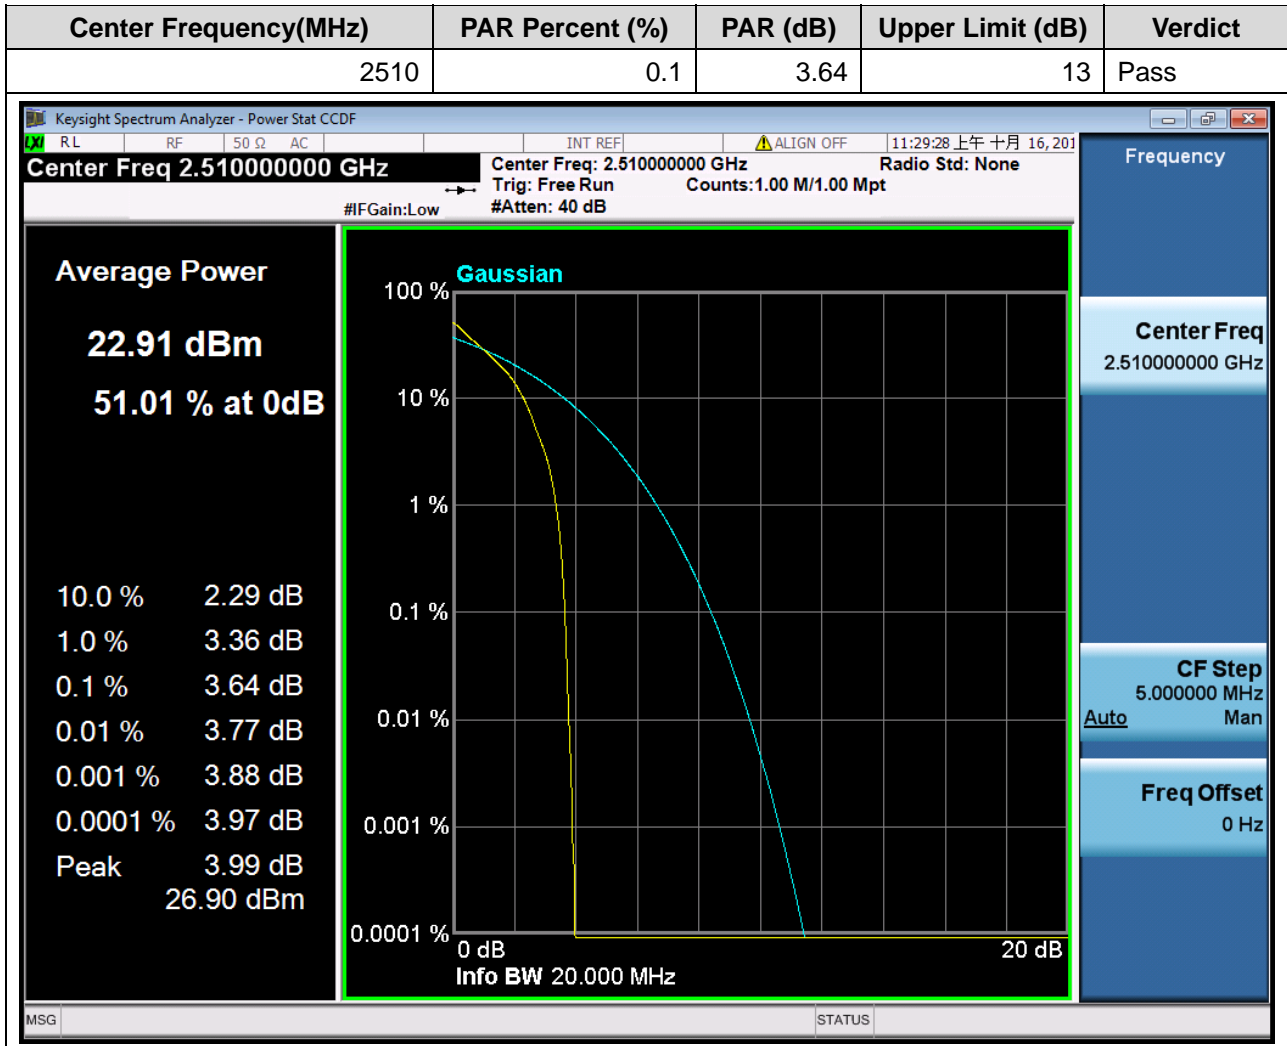 Center Frequency(MHz) PAR Percent (%) PAR (dB) Upper Limit (dB) Verdict
2510 0.1 3.64 13 Pass
Keysight Spectrum Analyzer - Power Stat CCDF
LXI RL RF 50 Ω AC INT REF ALIGN OFF 11:29:28 上午 十月 16, 201
Center Freq 2.510000000 GHz
Center Freq: 2.510000000 GHz Radio Std: None
Trig: Free Run Counts:1.00 M/1.00 Mpt
#IFGain:Low #Atten: 40 dB
Frequency
Average Power
22.91 dBm
51.01 % at 0dB
10.0 % 2.29 dB
1.0 % 3.36 dB
0.1 % 3.64 dB
0.01 % 3.77 dB
0.001 % 3.88 dB
0.0001 % 3.97 dB
Peak 3.99 dB
26.90 dBm
Gaussian
100 %
10 %
1 %
0.1 %
0.01 %
0.001 %
0.0001 %
0 dB 20 dB
Info BW 20.000 MHz
Center Freq
2.510000000 GHz
CF Step
5.000000 MHz
Auto Man
Freq Offset
0 Hz
MSG STATUS